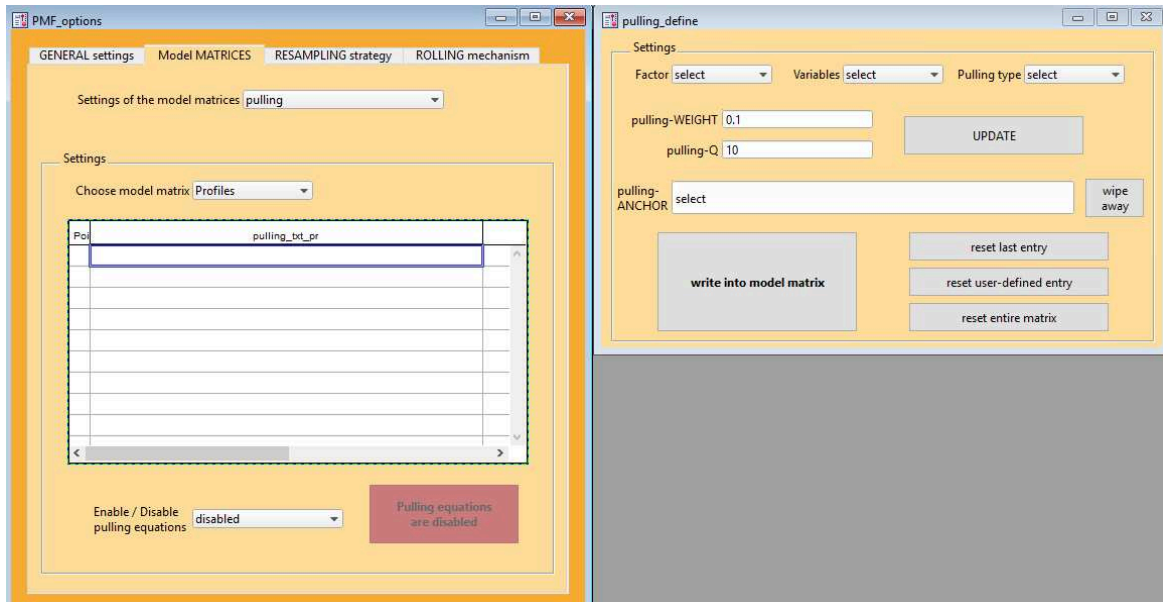 PMF_options
GENERAL settings Model MATRICES RESAMPLING strategy ROLLING mechanism
Settings of the model matrices pulling
Settings
Choose model matrix Profiles
Poi pulling_txt_pr
Enable / Disable
pulling equations
disabled
Pulling equations
are disabled
pulling_define
Settings
Factor select Variables select Pulling type select
pulling-WEIGHT 0.1
pulling-Q 10
UPDATE
pulling-
ANCHOR
select
wipe
away
write into model matrix
reset last entry
reset user-defined entry
reset entire matrix